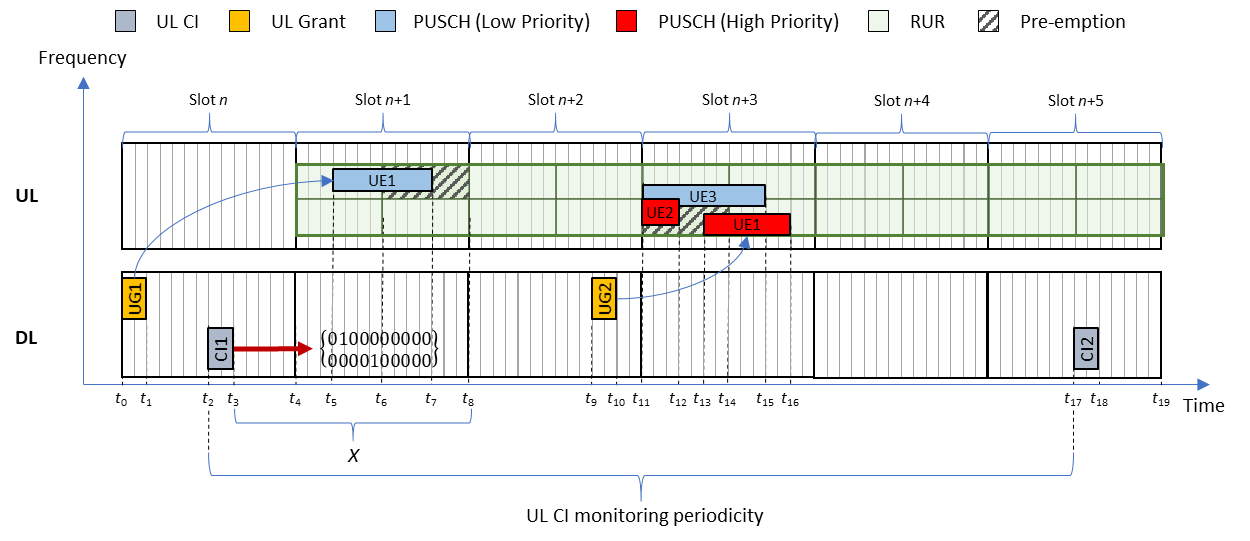 UL CI UL Grant PUSCH (Low Priority) PUSCH (High Priority) RUR Pre-emption
Frequency
Slot n Slot n+1 Slot n+2 Slot n+3 Slot n+4 Slot n+5
UE1
UL
UE3
UE2
UE1
UG1
UG2
DL
CI1
{0100000000}
{0000100000}
CI2
t0 t1 t2 t3 t4 t5 t6 t7 t8 t9 t10 t11 t12 t13 t14 t15 t16 t17 t18 t19
Time
X
UL CI monitoring periodicity